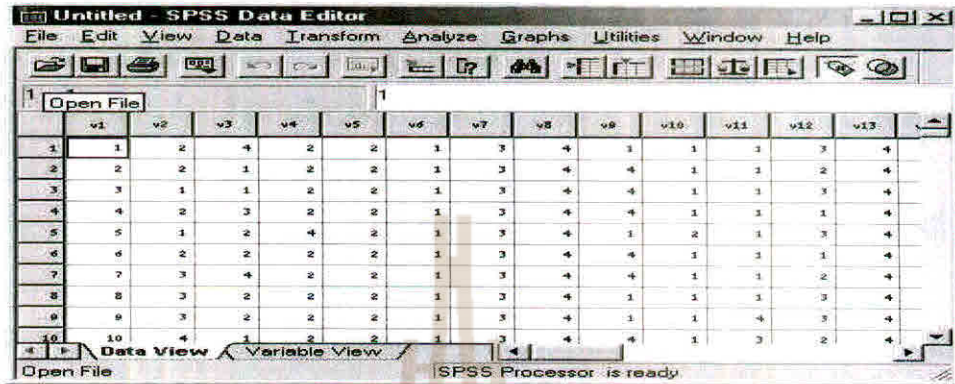 Untitled - SPSS Data Editor
File Edit View Data Transform Analyze Graphs Utilities Window Help
1 1
Open File
v1 v2 v3 v4 v5 v6 v7 v8 v9 v10 v11 v12 v13
1 1 2 4 2 2 1 3 4 1 1 1 3 4
2 2 2 1 2 2 1 3 4 4 1 1 2 4
3 3 1 1 2 2 1 3 4 4 1 1 3 4
4 4 2 3 2 2 1 3 4 4 1 1 1 4
5 5 1 2 4 2 1 3 4 1 2 1 3 4
6 6 2 2 2 2 1 3 4 4 1 1 1 4
7 7 3 4 2 2 1 3 4 4 1 1 2 4
8 8 3 2 2 2 1 3 4 1 1 1 3 4
9 9 3 2 2 2 1 3 4 1 1 4 3 4
10 10 4 1 2 2 1 3 4 4 1 3 2 4
Data View Variable View
Open File SPSS Processor is ready